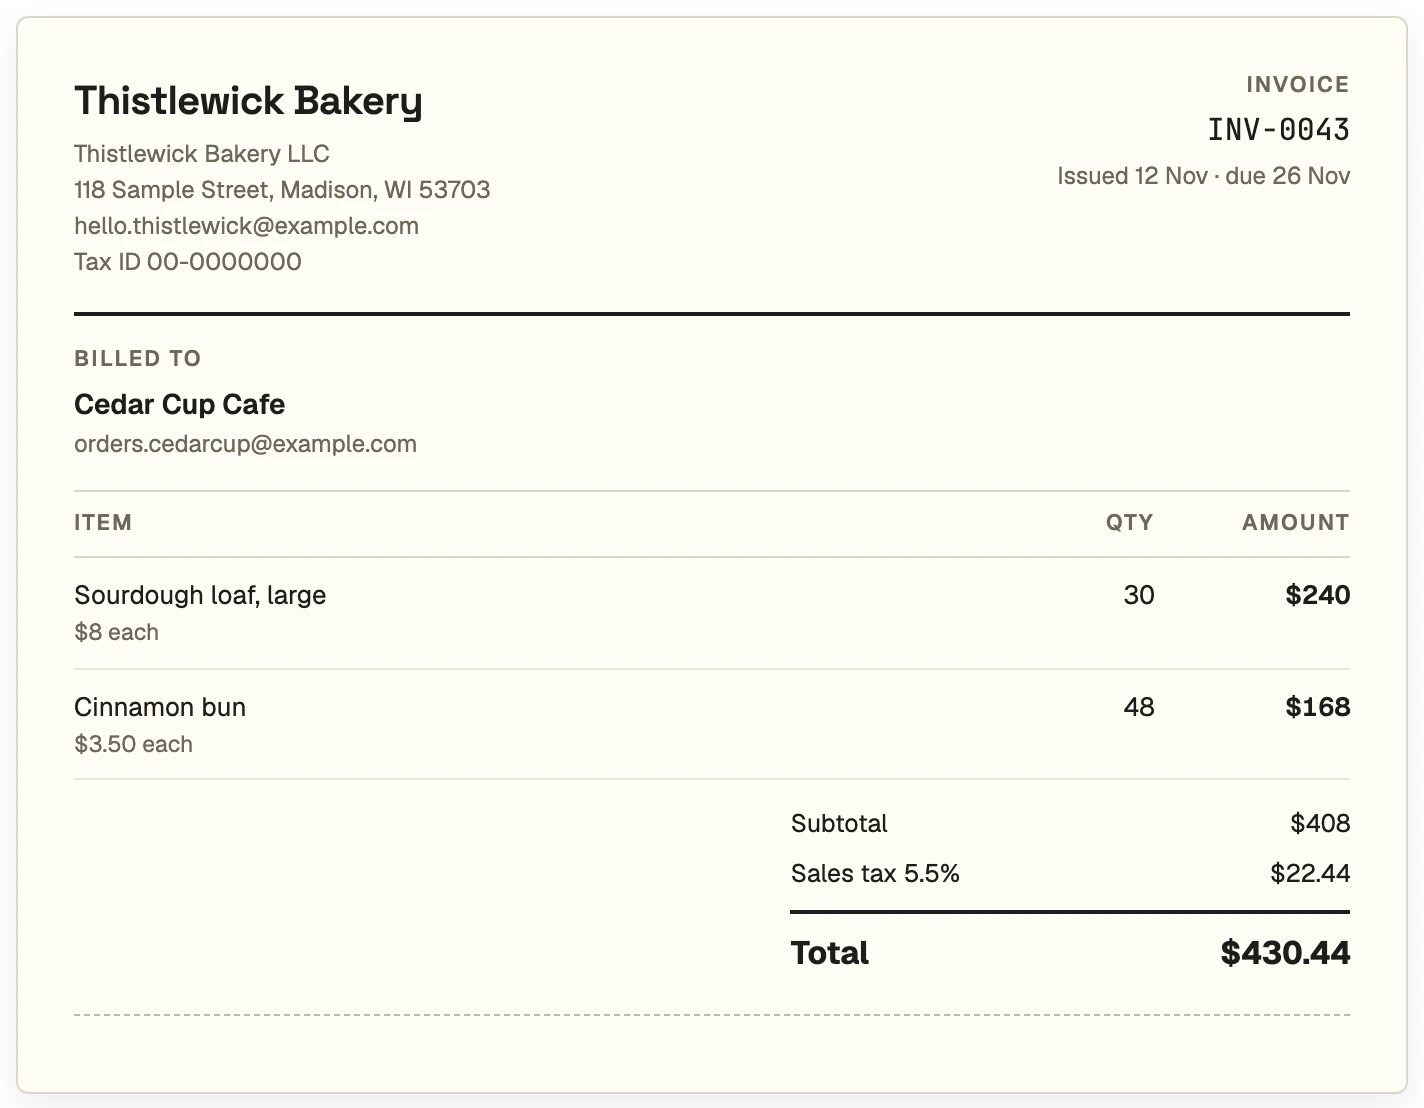 Thistlewick Bakery
Thistlewick Bakery LLC
118 Sample Street, Madison, WI 53703
hello.thistlewick@example.com
Tax ID 00-0000000
INVOICE
INV-0043
Issued 12 Nov · due 26 Nov
BILLED TO
Cedar Cup Cafe
orders.cedarcup@example.com
ITEM QTY AMOUNT
Sourdough loaf, large 30 $240
$8 each
Cinnamon bun 48 $168
$3.50 each
Subtotal $408
Sales tax 5.5% $22.44
Total $430.44